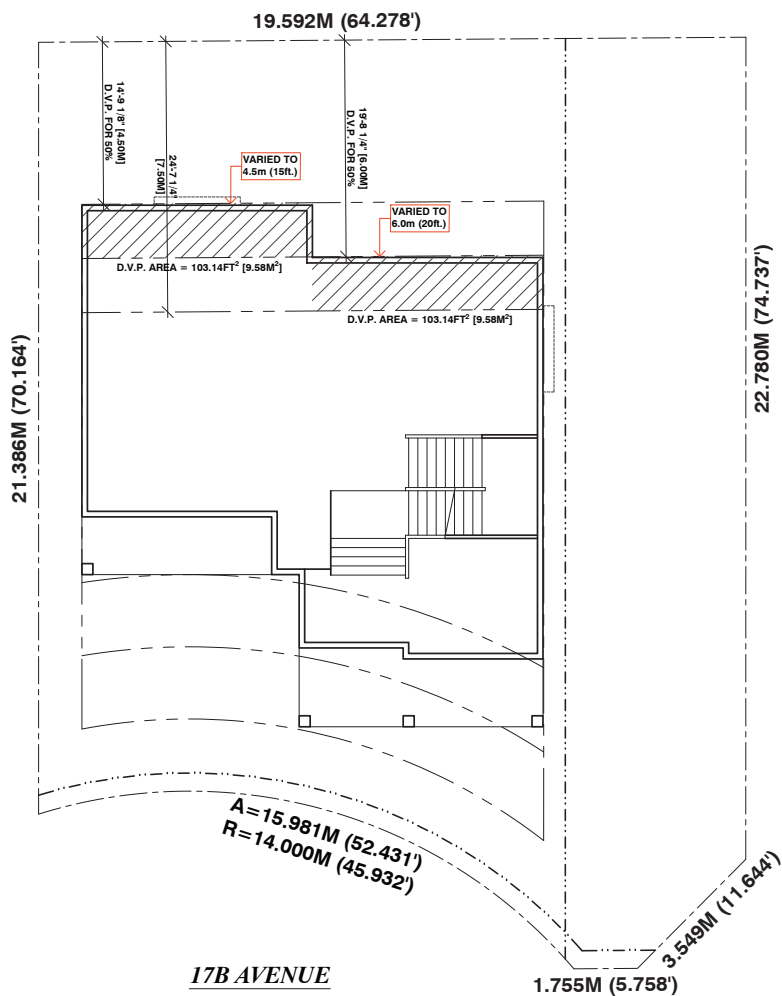 19.592M (64.278')
14'-9 1/8" [4.50M]
D.V.P. FOR 50%
24'-7 1/4"
[7.50M]
19'-8 1/4" [6.00M]
D.V.P. FOR 50%
VARIED TO
4.5m (15ft.)
VARIED TO
6.0m (20ft.)
D.V.P. AREA = 103.14FT² [9.58M²]
D.V.P. AREA = 103.14FT² [9.58M²]
21.386M (70.164')
22.780M (74.737')
A=15.981M (52.431')
R=14.000M (45.932')
3.549M (11.644')
17B AVENUE
1.755M (5.758')